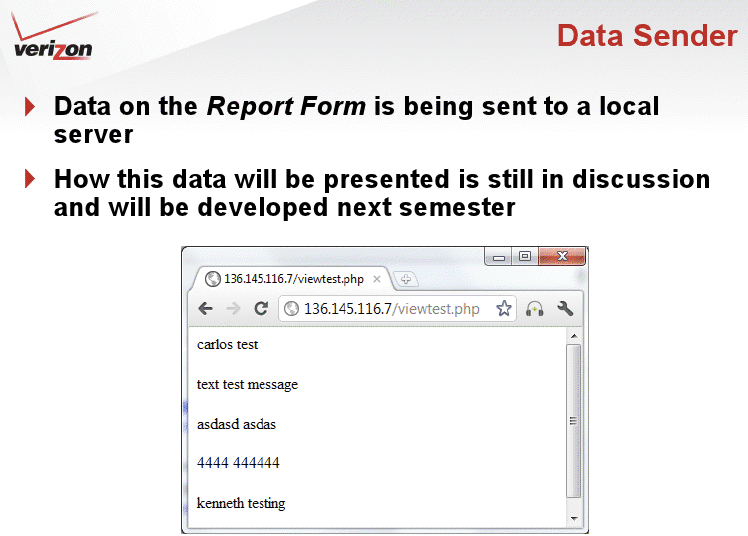 verizon
Data Sender
Data on the Report Form is being sent to a local
server
How this data will be presented is still in discussion
and will be developed next semester
136.145.116.7/viewtest.php
136.145.116.7/viewtest.php
carlos test
text test message
asdasd asdas
4444 444444
kenneth testing